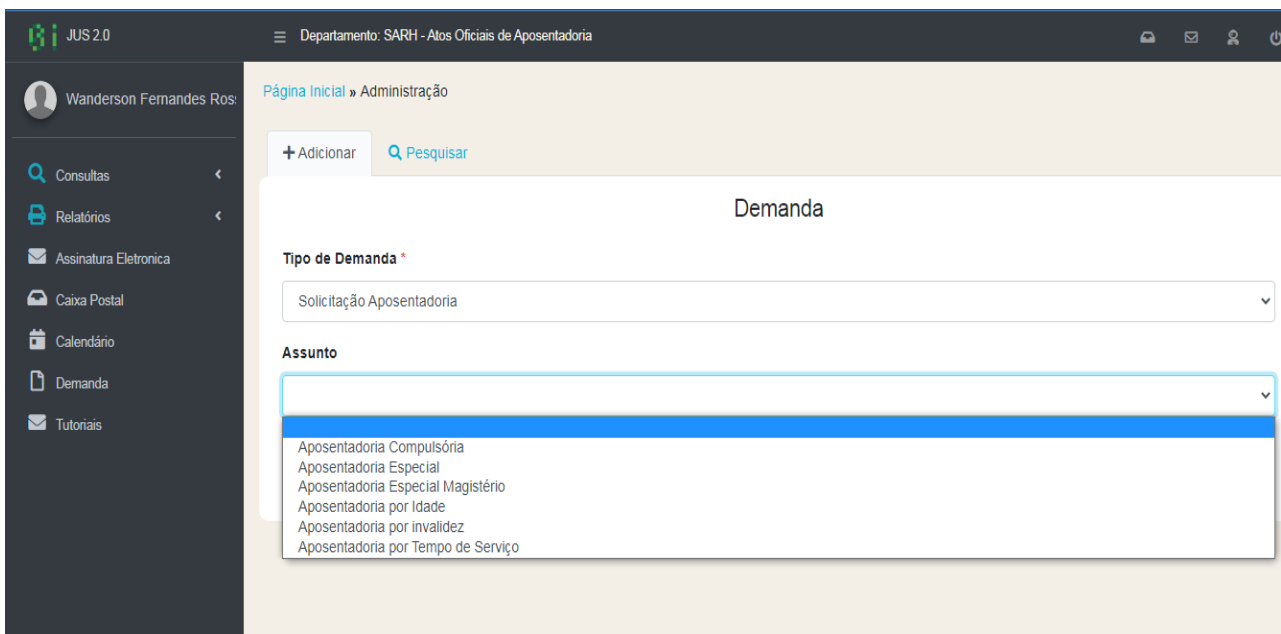 JUS 2.0
Departamento: SARH - Atos Oficiais de Aposentadoria
Wanderson Fernandes Ros
Página Inicial » Administração
Adicionar
Pesquisar
Consultas
Relatórios
Assinatura Eletronica
Caixa Postal
Calendário
Demanda
Tutoriais
Demanda
Tipo de Demanda *
Solicitação Aposentadoria
Assunto
Aposentadoria Compulsória
Aposentadoria Especial
Aposentadoria Especial Magistério
Aposentadoria por Idade
Aposentadoria por invalidez
Aposentadoria por Tempo de Serviço